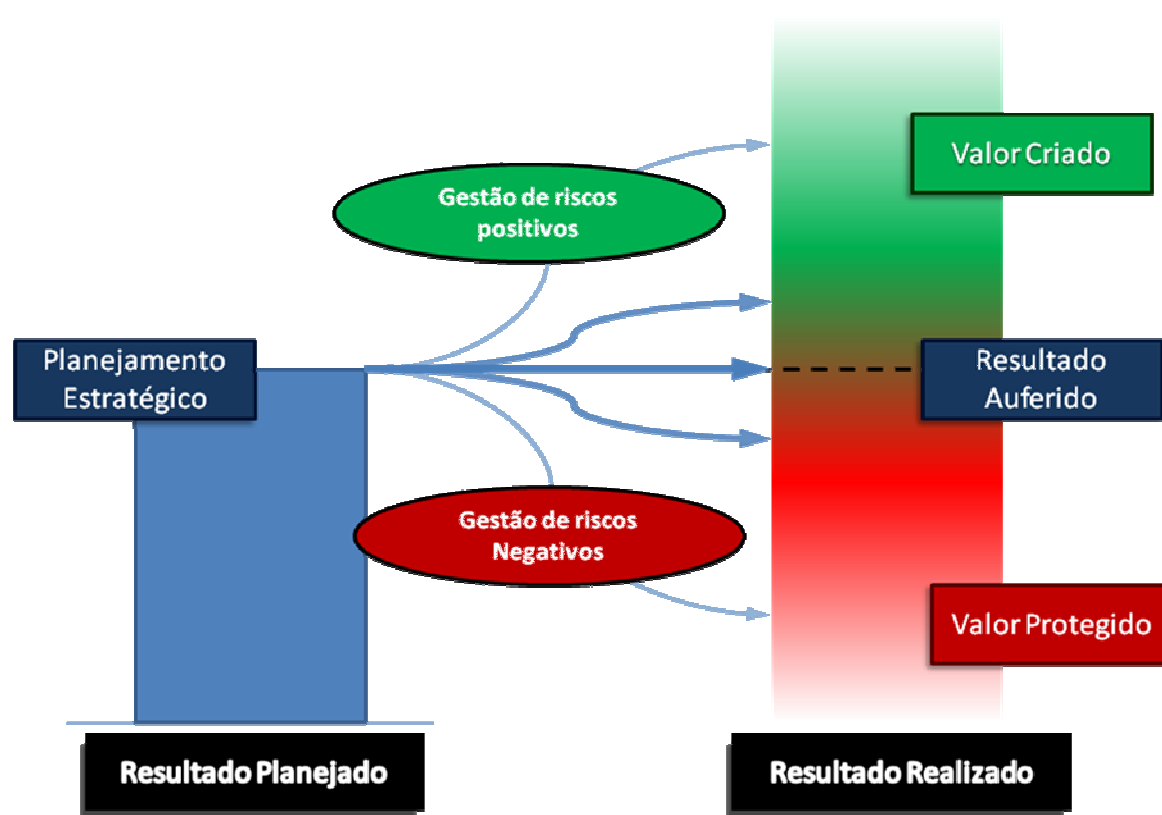 Valor Criado
Gestão de riscos
positivos
Planejamento
Estratégico
Resultado
Auferido
Gestão de riscos
Negativos
Valor Protegido
Resultado Planejado
Resultado Realizado